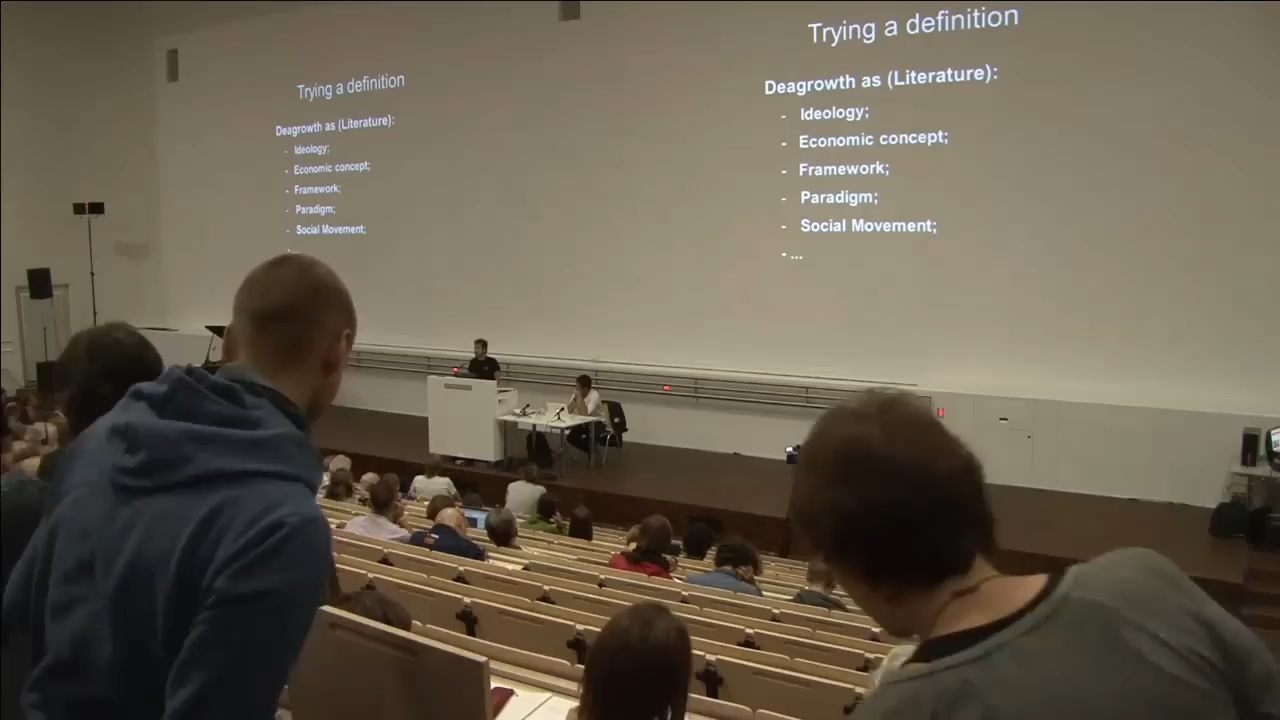 Trying a definition
Deagrowth as (Literature):
- Ideology;
- Economic concept;
- Framework;
- Paradigm;
- Social Movement;
- ...
Trying a definition
Deagrowth as (Literature):
- Ideology;
- Economic concept;
- Framework;
- Paradigm;
- Social Movement;
- ...